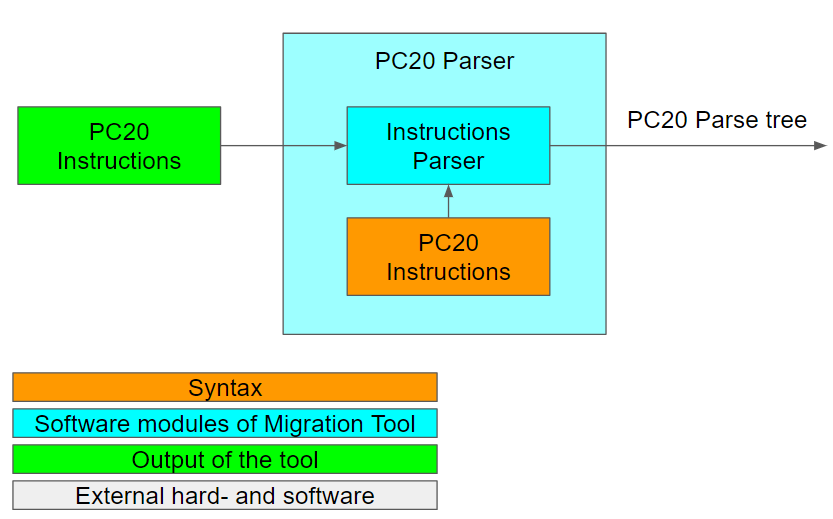 PC20 Parser
PC20
Instructions
Instructions
Parser
PC20 Parse tree
PC20
Instructions
Syntax
Software modules of Migration Tool
Output of the tool
External hard- and software